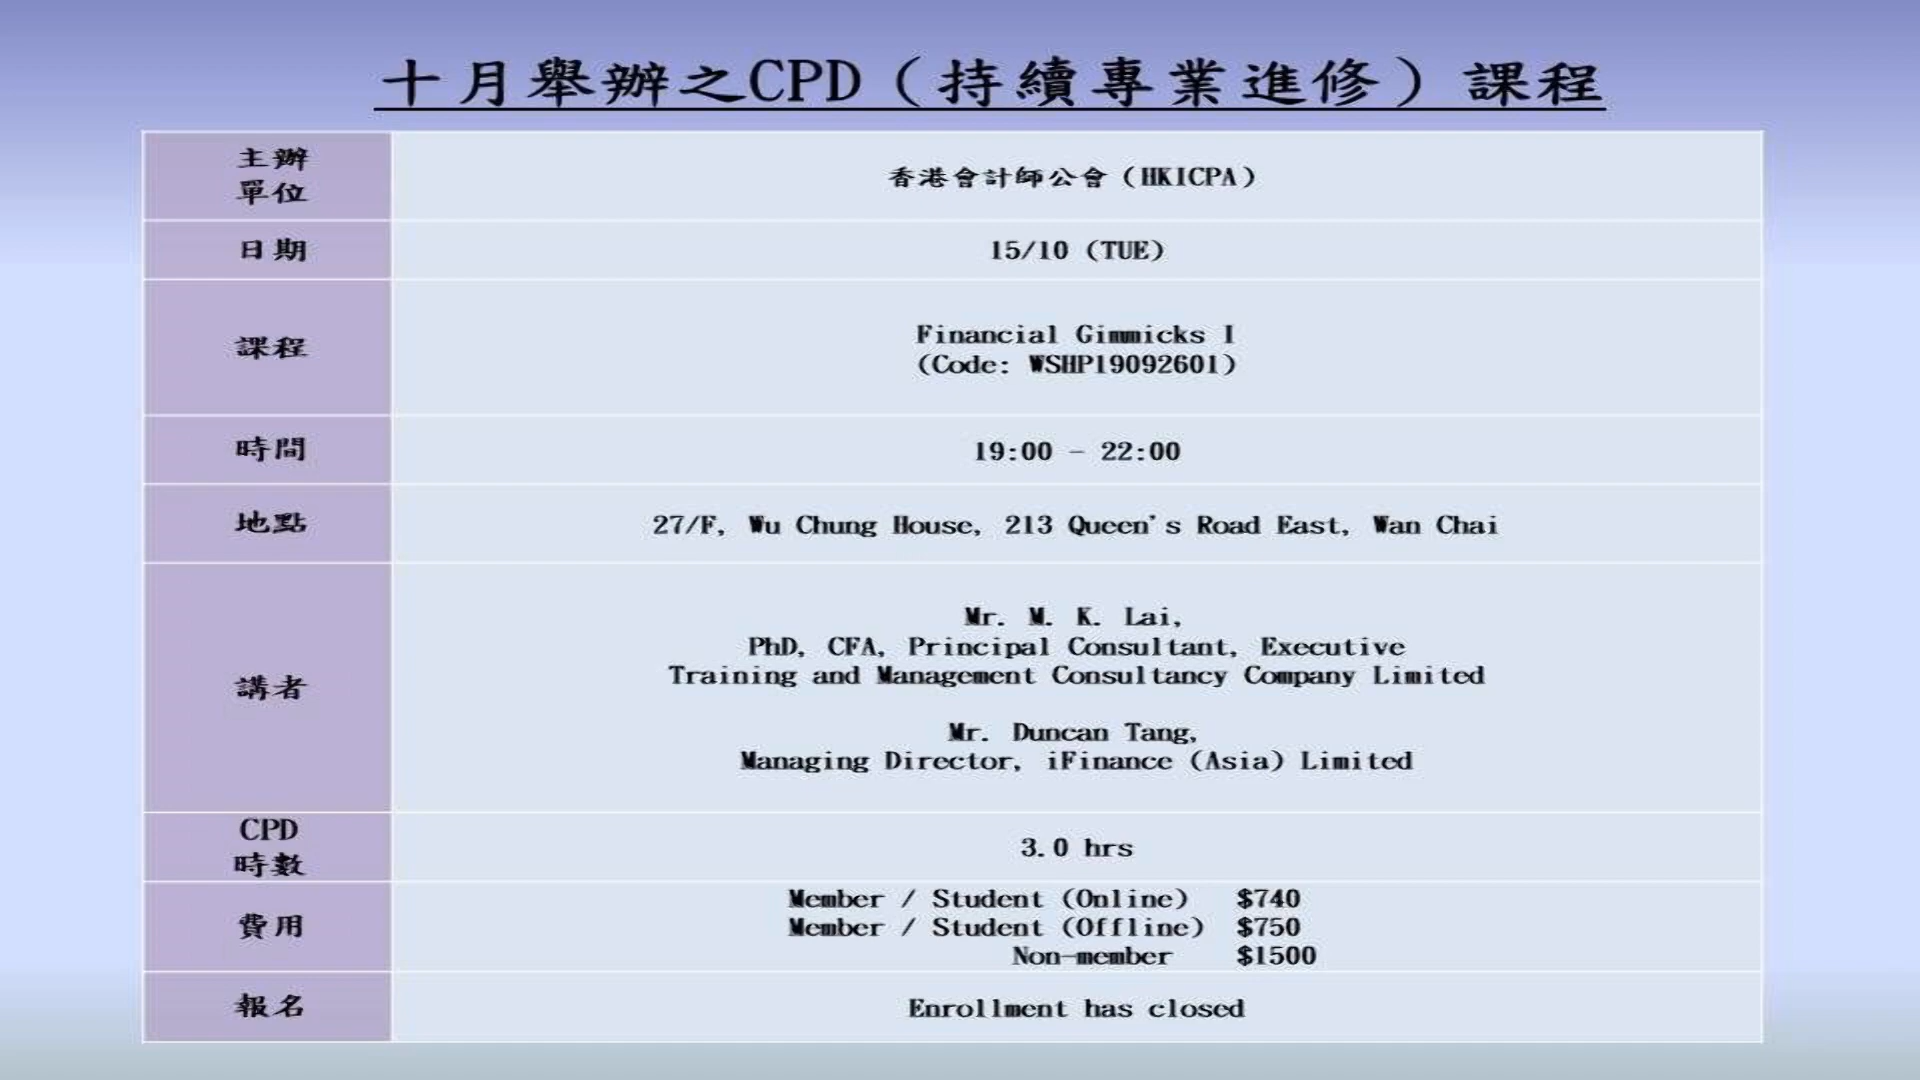 十月舉辦之CPD（持續專業進修）課程
主辦
單位
香港會計師公會（HKICPA）
日期
15/10 (TUE)
課程
Financial Gimmicks I
(Code: WSHP19092601)
時間
19:00 - 22:00
地點
27/F, Wu Chung House, 213 Queen's Road East, Wan Chai
講者
Mr. M. K. Lai,
PhD, CFA, Principal Consultant, Executive
Training and Management Consultancy Company Limited
Mr. Duncan Tang,
Managing Director, iFinance (Asia) Limited
CPD
時數
3.0 hrs
費用
Member / Student (Online) $740
Member / Student (Offline) $750
Non-member $1500
報名
Enrollment has closed